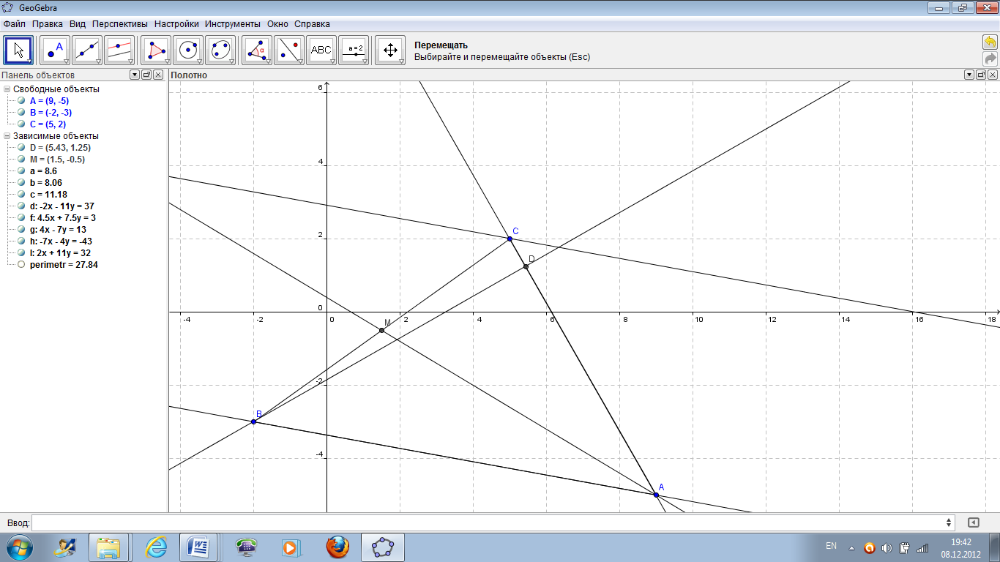 GeoGebra
Файл Правка Вид Перспективы Настройки Инструменты Окно Справка
A
α
ABC
a = 2
Перемещать
Выбирайте и перемещайте объекты (Esc)
Панель объектов
Полотно
Свободные объекты
A = (9, -5)
B = (-2, -3)
C = (5, 2)
Зависимые объекты
D = (5.43, 1.25)
M = (1.5, -0.5)
a = 8.6
b = 8.06
c = 11.18
d: -2x - 11y = 37
f: 4.5x + 7.5y = 3
g: 4x - 7y = 13
h: -7x - 4y = -43
l: 2x + 11y = 32
perimetr = 27.84
6
4
2
0
-4 -2 0 2 4 6 8 10 12 14 16 18
-2
-4
C
D
M
B
A
Ввод:
EN
19:42
08.12.2012